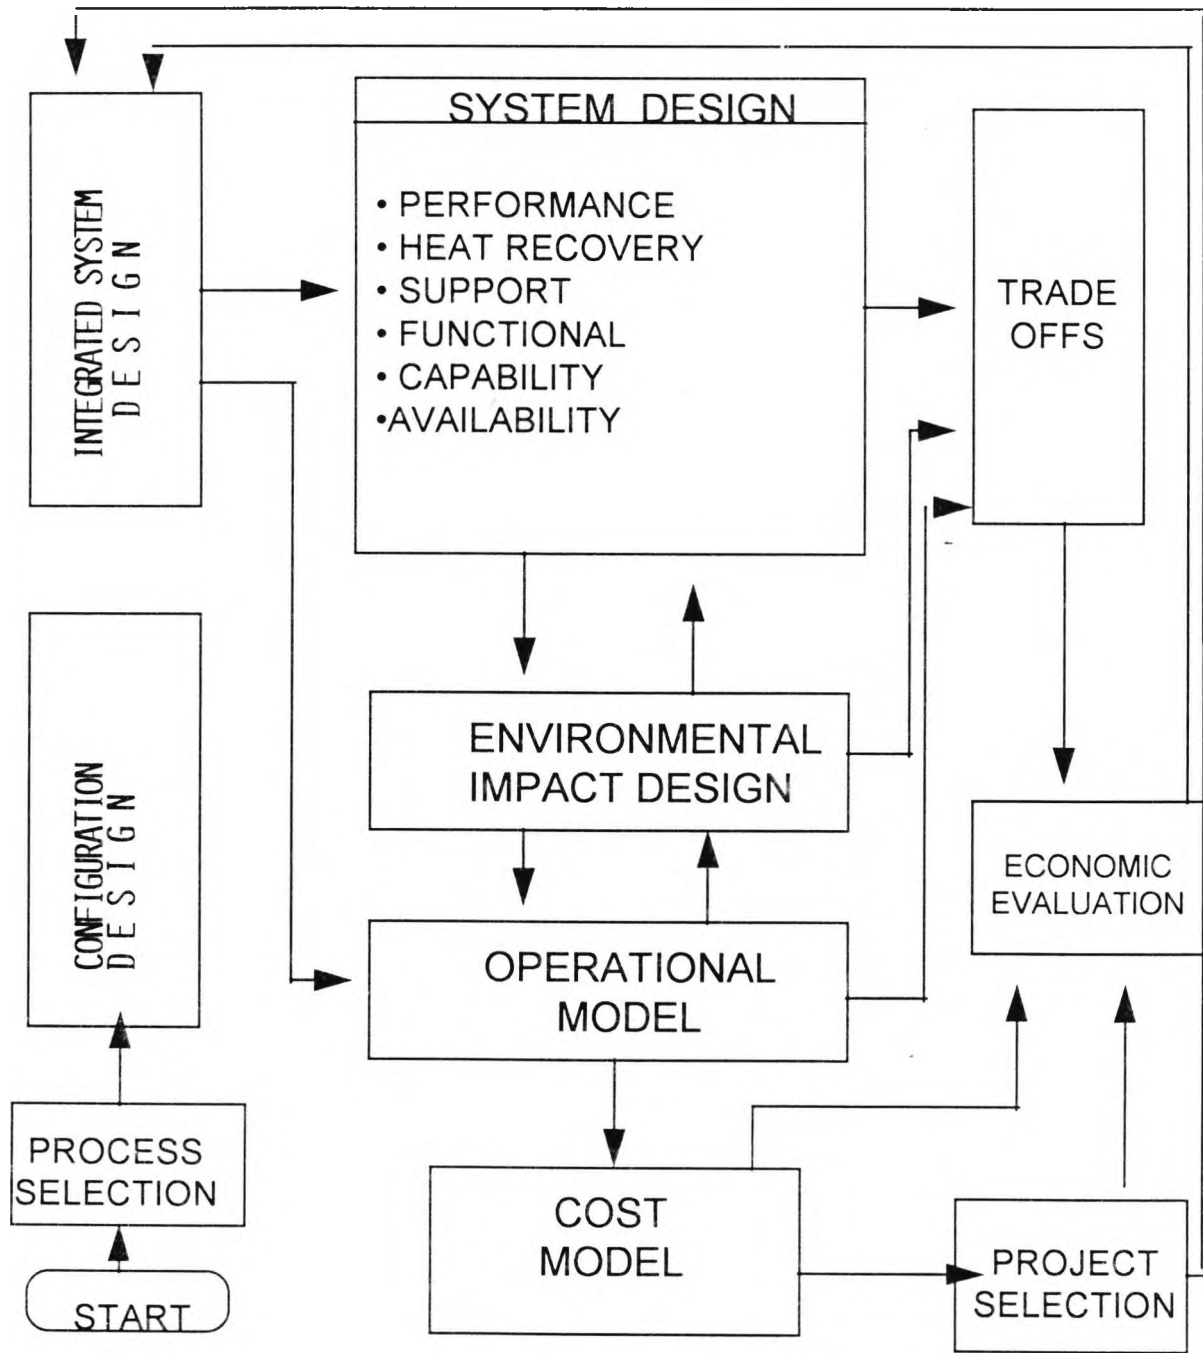 SYSTEM DESIGN
• PERFORMANCE
• HEAT RECOVERY
• SUPPORT
• FUNCTIONAL
• CAPABILITY
•AVAILABILITY
INTEGRATED SYSTEM
DESIGN
TRADE
OFFS
ENVIRONMENTAL
IMPACT DESIGN
CONFIGURATION
DESIGN
ECONOMIC
EVALUATION
OPERATIONAL
MODEL
PROCESS
SELECTION
COST
MODEL
PROJECT
SELECTION
START